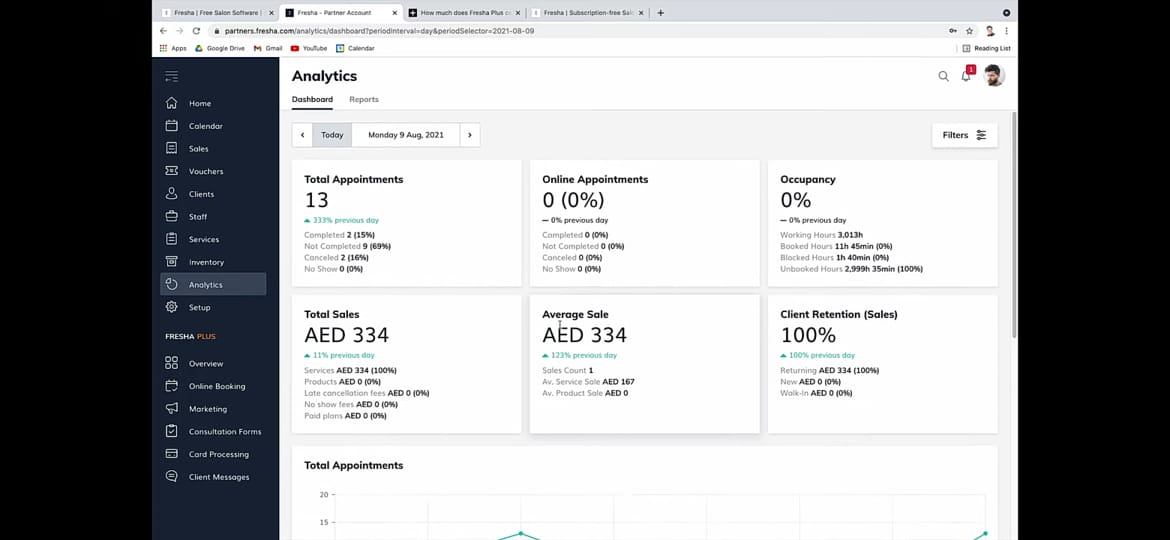 Fresha | Free Salon Software |
Fresha - Partner Account
How much does Fresha Plus c
Fresha | Subscription-free Sal
partners.fresha.com/analytics/dashboard?periodInterval=day&periodSelector=2021-08-09
Apps
Google Drive
Gmail
YouTube
Calendar
Reading List
Home
Calendar
Sales
Vouchers
Clients
Staff
Services
Inventory
Analytics
Setup
FRESHA PLUS
Overview
Online Booking
Marketing
Consultation Forms
Card Processing
Client Messages
Analytics
1
Dashboard
Reports
Today
Monday 9 Aug, 2021
Filters
Total Appointments
13
333% previous day
Completed 2 (15%)
Not Completed 9 (69%)
Canceled 2 (16%)
No Show 0 (0%)
Online Appointments
0 (0%)
0% previous day
Completed 0 (0%)
Not Completed 0 (0%)
Canceled 0 (0%)
No Show 0 (0%)
Occupancy
0%
0% previous day
Working Hours 3,013h
Booked Hours 11h 45min (0%)
Blocked Hours 1h 40min (0%)
Unbooked Hours 2,999h 35min (100%)
Total Sales
AED 334
11% previous day
Services AED 334 (100%)
Products AED 0 (0%)
Late cancellation fees AED 0 (0%)
No show fees AED 0 (0%)
Paid plans AED 0 (0%)
Average Sale
AED 334
123% previous day
Sales Count 1
Av. Service Sale AED 167
Av. Product Sale AED 0
Client Retention (Sales)
100%
100% previous day
Returning AED 334 (100%)
New AED 0 (0%)
Walk-In AED 0 (0%)
Total Appointments
20
15